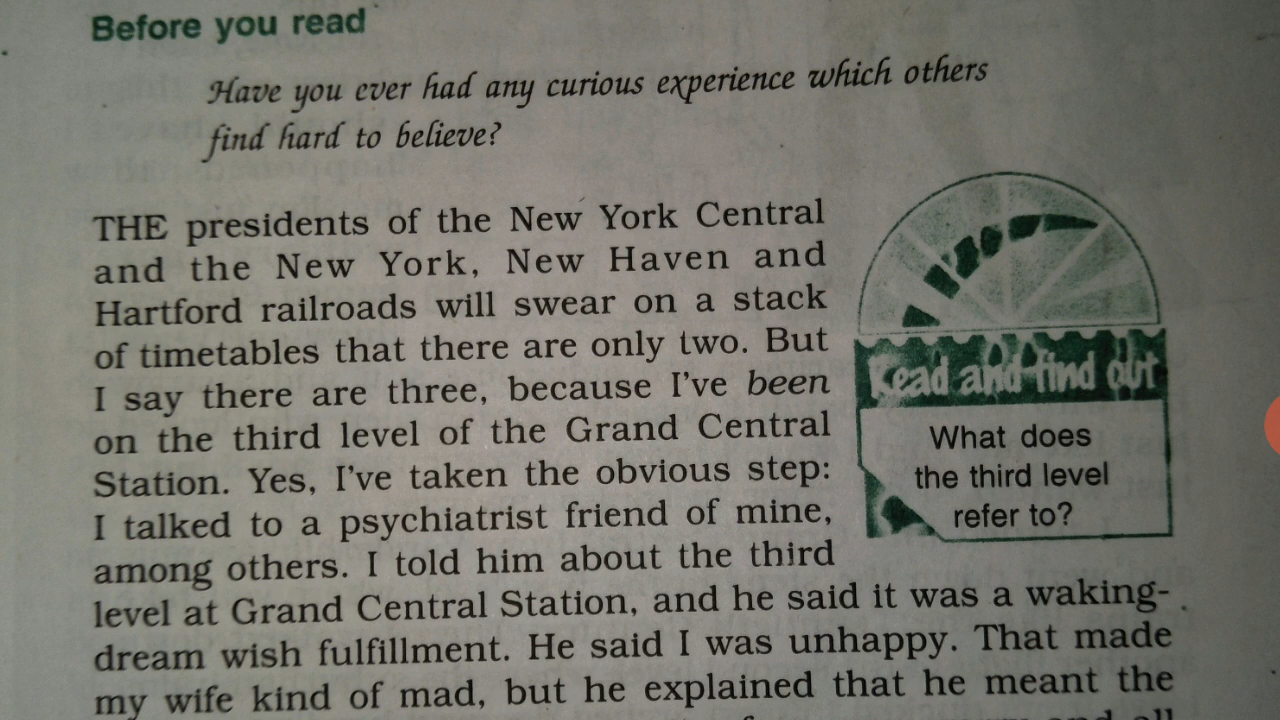 Before you read
Have you ever had any curious experience which others
find hard to believe?
THE presidents of the New York Central
and the New York, New Haven and
Hartford railroads will swear on a stack
of timetables that there are only two. But
I say there are three, because I've been
on the third level of the Grand Central
Station. Yes, I've taken the obvious step:
I talked to a psychiatrist friend of mine,
among others. I told him about the third
level at Grand Central Station, and he said it was a waking-
dream wish fulfillment. He said I was unhappy. That made
my wife kind of mad, but he explained that he meant the
and all
Read and find out
What does
the third level
refer to?